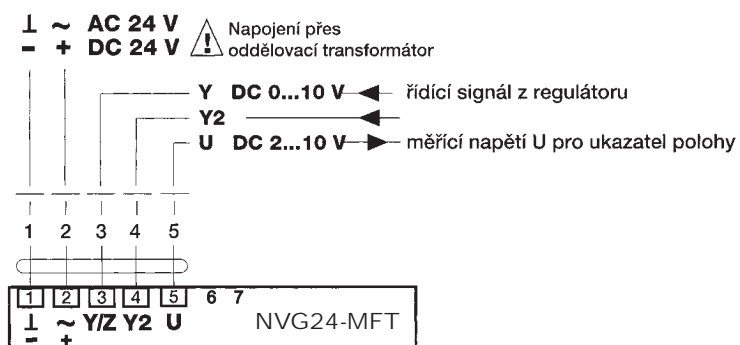 ⊥ ~ AC 24 V
– + DC 24 V
Napojení přes
oddělovací transformátor
Y DC 0...10 V řídící signál z regulátoru
Y2
U DC 2...10 V měřící napětí U pro ukazatel polohy
1 2 3 4 5
1 2 3 4 5 6 7
⊥ ~ Y/Z Y2 U NVG24-MFT
– +